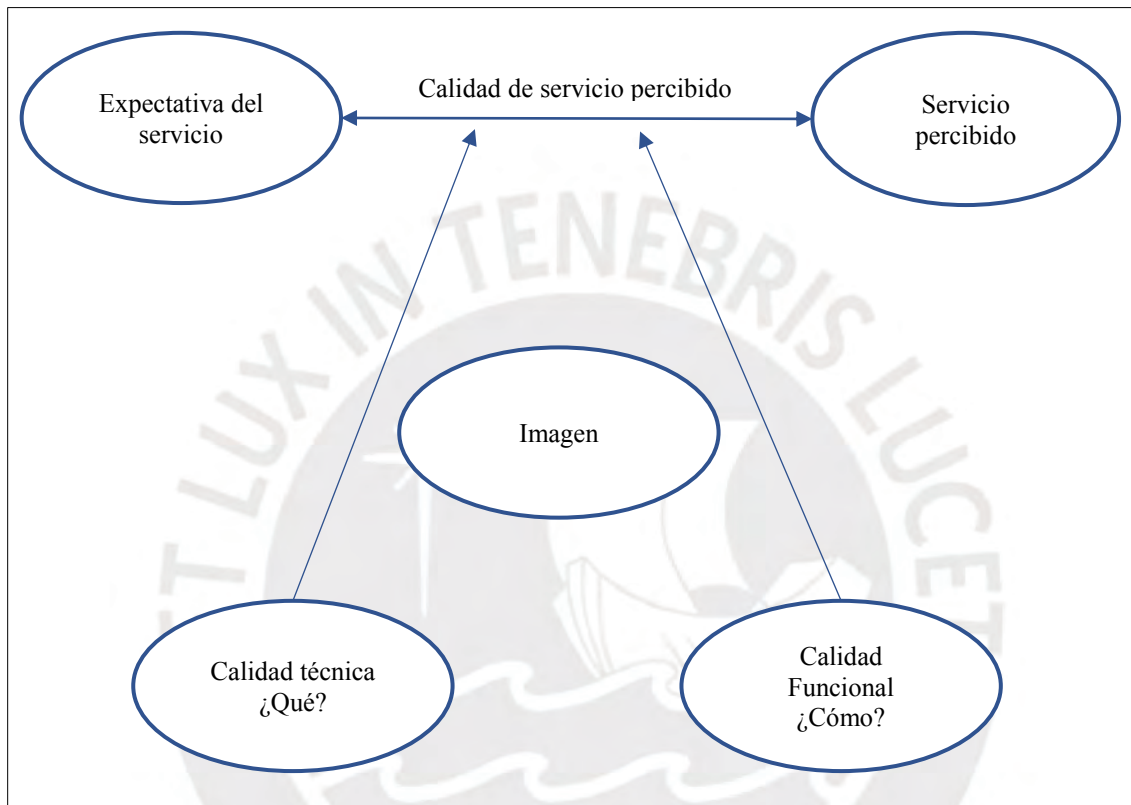 Expectativa del
servicio
Calidad de servicio percibido
Servicio
percibido
ET LUX IN TENEBRIS LUCET
Imagen
Calidad técnica
¿Qué?
Calidad
Funcional
¿Cómo?